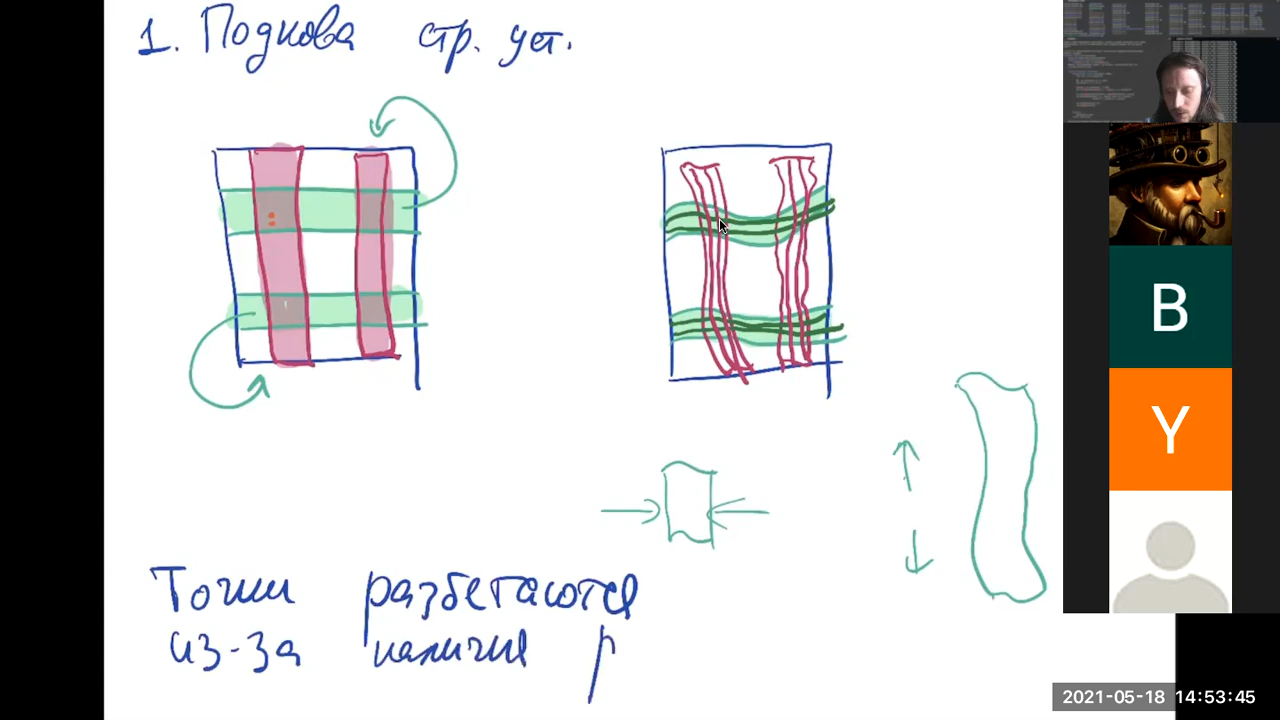 1. Подкова стр. уст.
B
Y
Точки разбегаются
из-за наличия р
2021-05-18 14:53:45